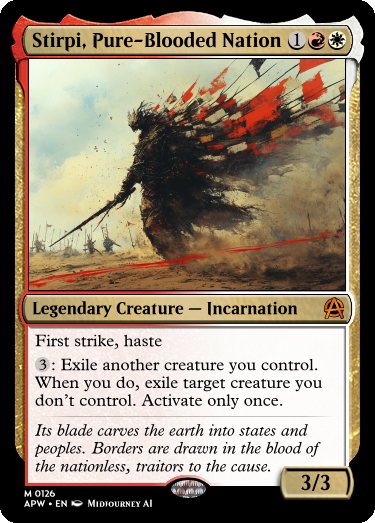 Stirpi, Pure-Blooded Nation 1
Legendary Creature — Incarnation
First strike, haste
3: Exile another creature you control.
When you do, exile target creature you
don't control. Activate only once.
Its blade carves the earth into states and
peoples. Borders are drawn in the blood of
the nationless, traitors to the cause.
3/3
M 0126
APW • EN Midjourney AI